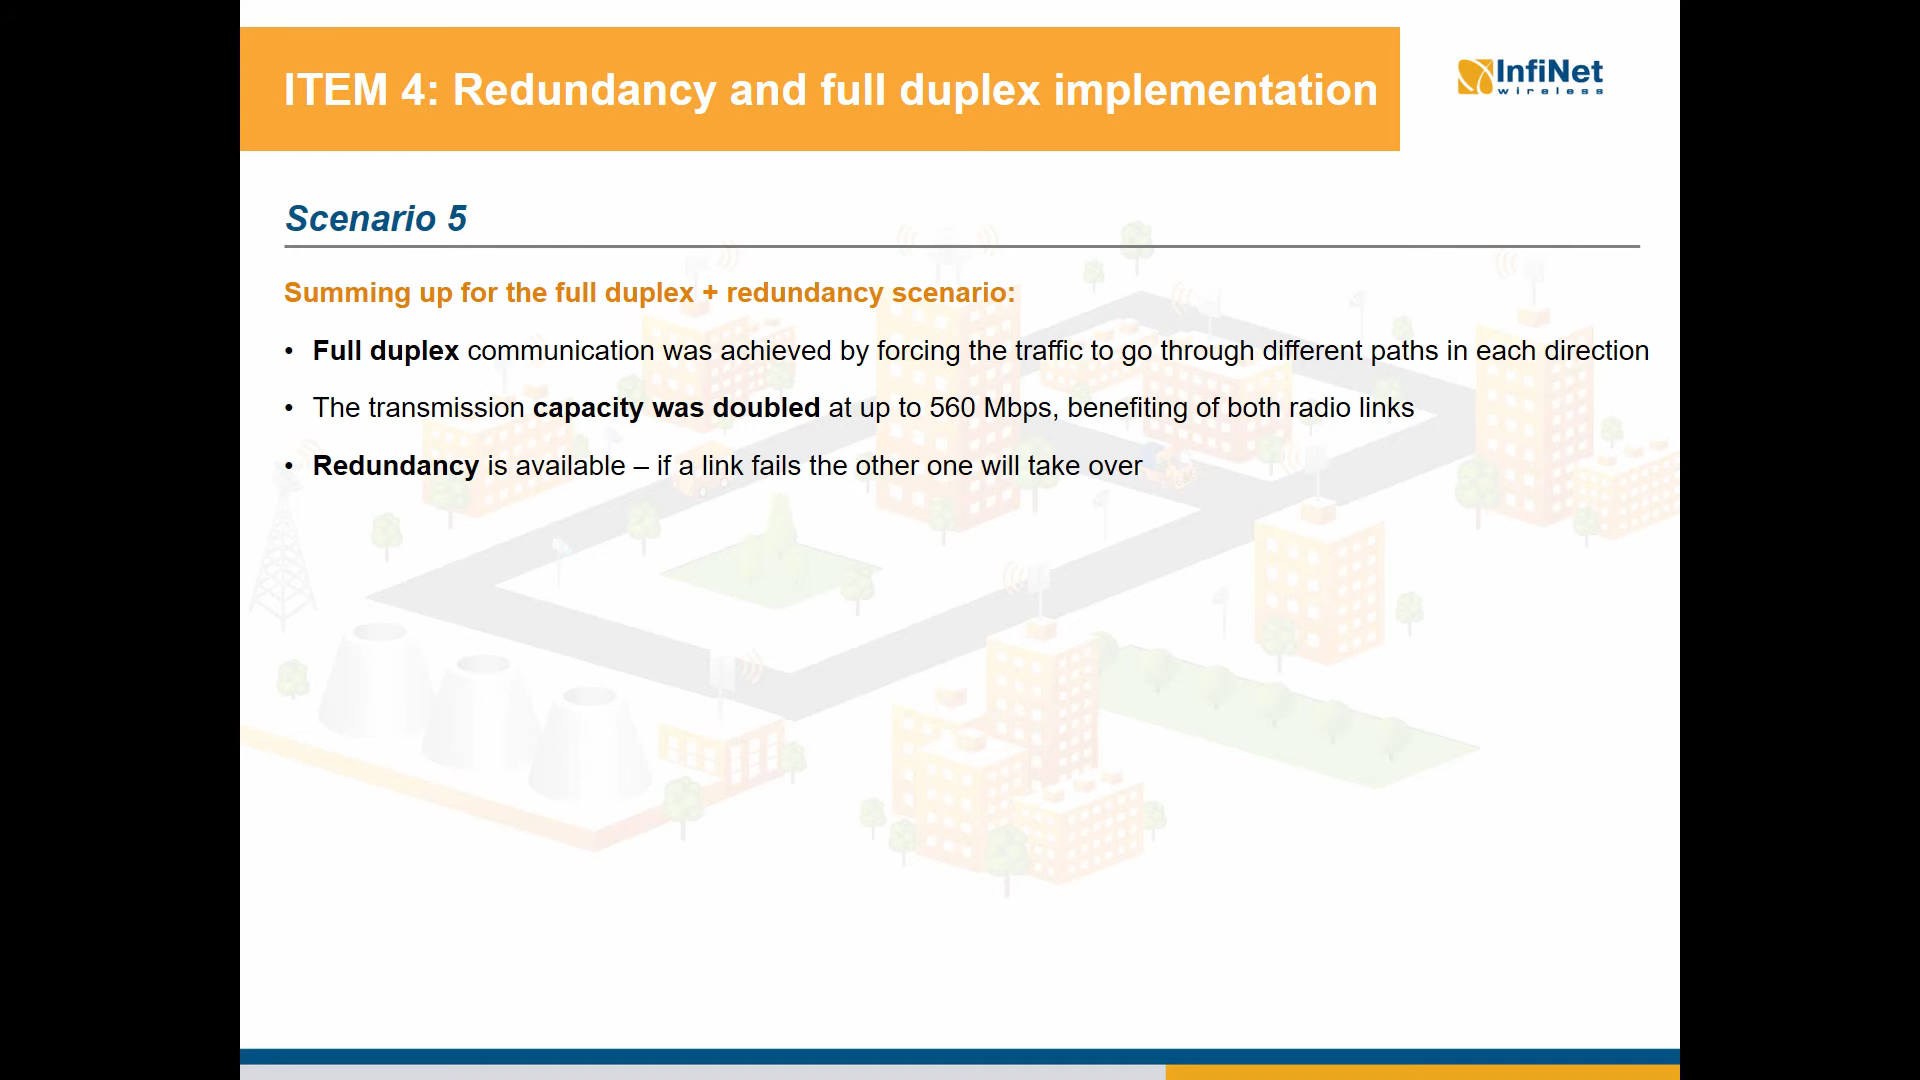 ITEM 4: Redundancy and full duplex implementation
InfiNet
wireless
Scenario 5
Summing up for the full duplex + redundancy scenario:
• Full duplex communication was achieved by forcing the traffic to go through different paths in each direction
• The transmission capacity was doubled at up to 560 Mbps, benefiting of both radio links
• Redundancy is available – if a link fails the other one will take over